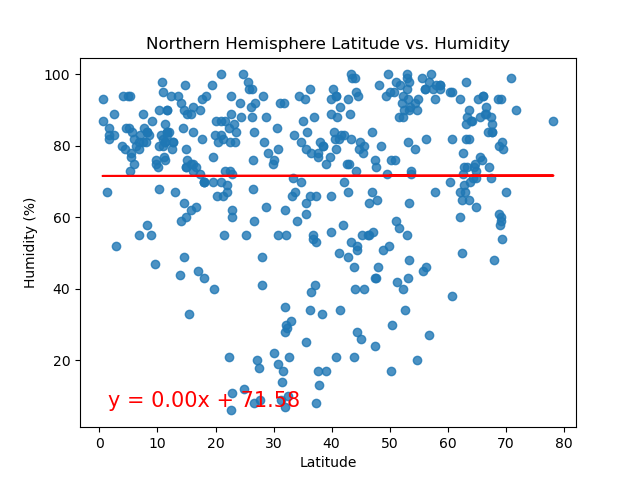 Northern Hemisphere Latitude vs. Humidity
100
80
60
40
20
Humidity (%)
y = 0.00x + 71.58
0 10 20 30 40 50 60 70 80
Latitude